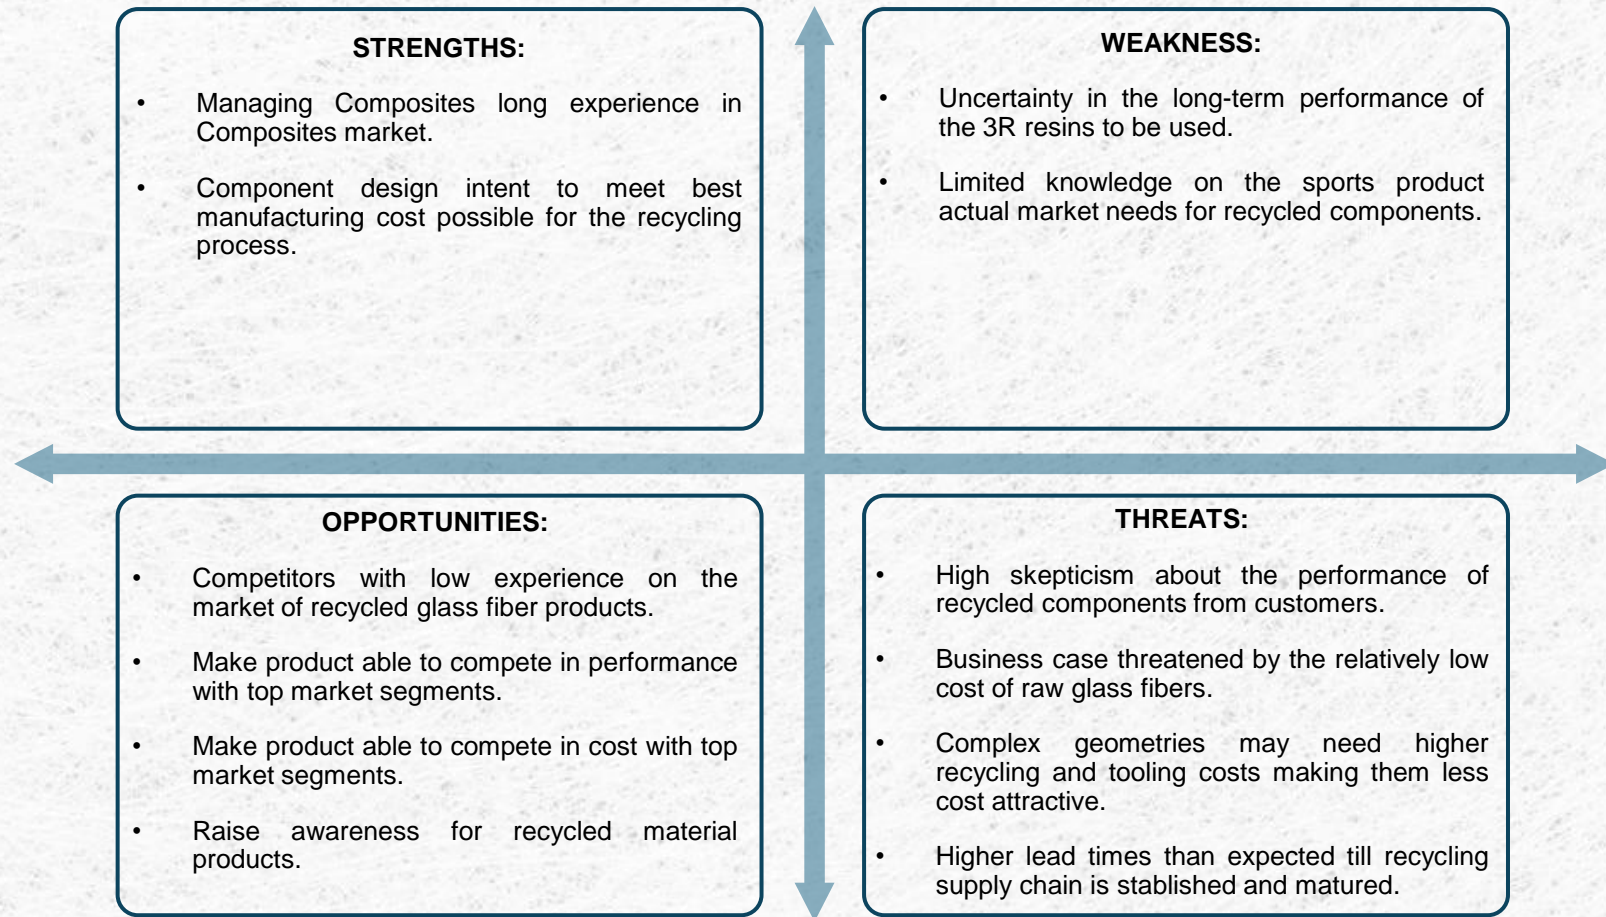 STRENGTHS:
• Managing Composites long experience in
Composites market.
• Component design intent to meet best
manufacturing cost possible for the recycling
process.
WEAKNESS:
• Uncertainty in the long-term performance of
the 3R resins to be used.
• Limited knowledge on the sports product
actual market needs for recycled components.
OPPORTUNITIES:
• Competitors with low experience on the
market of recycled glass fiber products.
• Make product able to compete in performance
with top market segments.
• Make product able to compete in cost with top
market segments.
• Raise awareness for recycled material
products.
THREATS:
• High skepticism about the performance of
recycled components from customers.
• Business case threatened by the relatively low
cost of raw glass fibers.
• Complex geometries may need higher
recycling and tooling costs making them less
cost attractive.
• Higher lead times than expected till recycling
supply chain is stablished and matured.